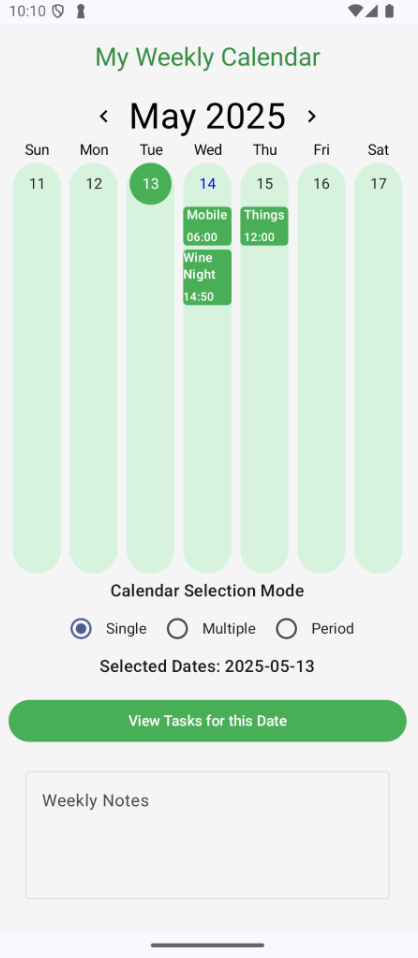 10:10
My Weekly Calendar
May 2025
Sun Mon Tue Wed Thu Fri Sat
11 12 13 14 15 16 17
Mobile Things
06:00 12:00
Wine
Night
14:50
Calendar Selection Mode
Single Multiple Period
Selected Dates: 2025-05-13
View Tasks for this Date
Weekly Notes